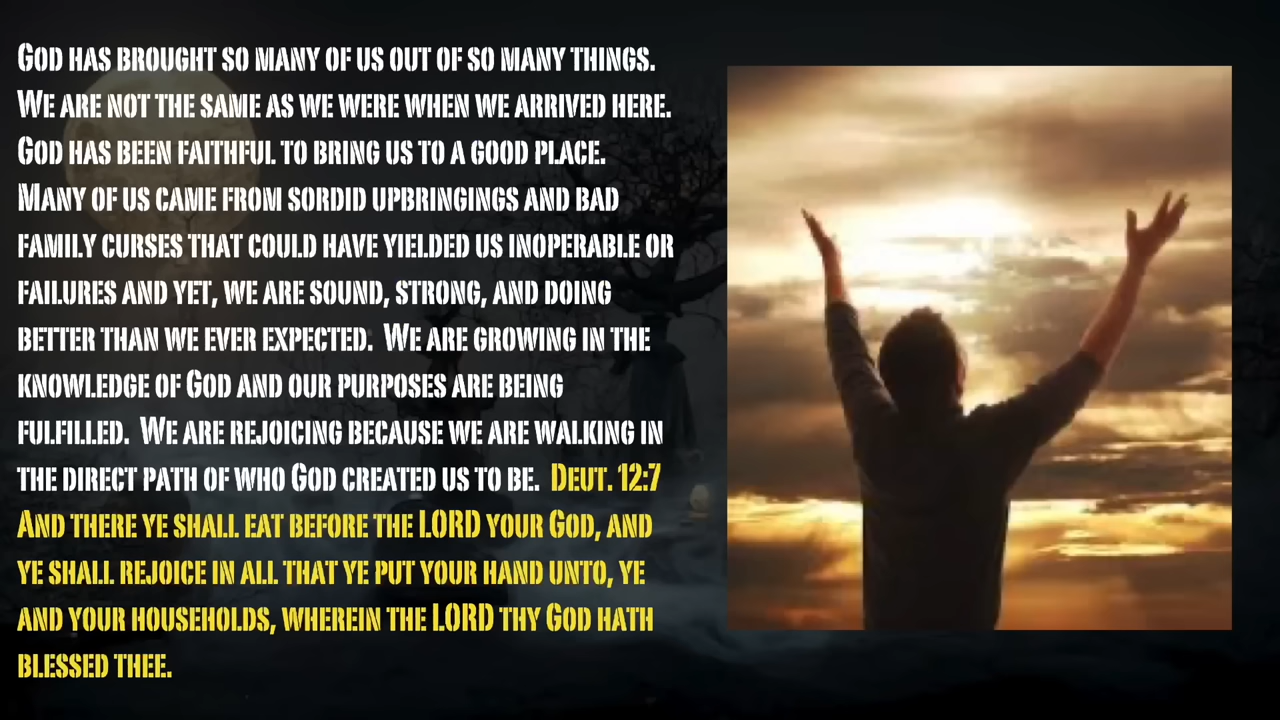 God has brought so many of us out of so many things.
We are not the same as we were when we arrived here.
God has been faithful to bring us to a good place.
Many of us came from sordid upbringings and bad
family curses that could have yielded us inoperable or
failures and yet, we are sound, strong, and doing
better than we ever expected.  We are growing in the
knowledge of God and our purposes are being
fulfilled.  We are rejoicing because we are walking in
the direct path of who God created us to be.  Deut. 12:7
And there ye shall eat before the LORD your God, and
ye shall rejoice in all that ye put your hand unto, ye
and your households, wherein the LORD thy God hath
blessed thee.